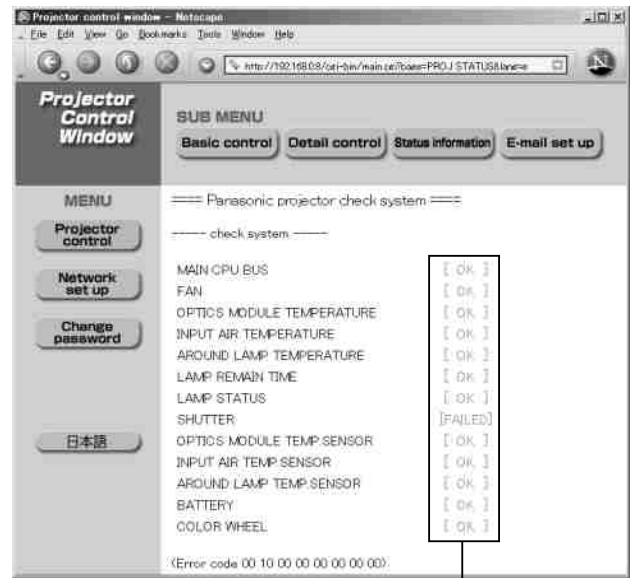 Projector control window – Netscape
File Edit View Go Bookmarks Tools Window Help
Projector
Control
Window
SUB MENU
Basic control Detail control Status information E-mail set up
MENU
Projector
control
Network
set up
Change
password
日本語
==== Panasonic projector check system ====
----- check system -----
MAIN CPU BUS [ OK ]
FAN [ OK ]
OPTICS MODULE TEMPERATURE [ OK ]
INPUT AIR TEMPERATURE [ OK ]
AROUND LAMP TEMPERATURE [ OK ]
LAMP REMAIN TIME [ OK ]
LAMP STATUS [ OK ]
SHUTTER [FAILED]
OPTICS MODULE TEMP.SENSOR [ OK ]
INPUT AIR TEMP.SENSOR [ OK ]
AROUND LAMP TEMP.SENSOR [ OK ]
BATTERY [ OK ]
COLOR WHEEL [ OK ]
(Error code 00 10 00 00 00 00 00 00)